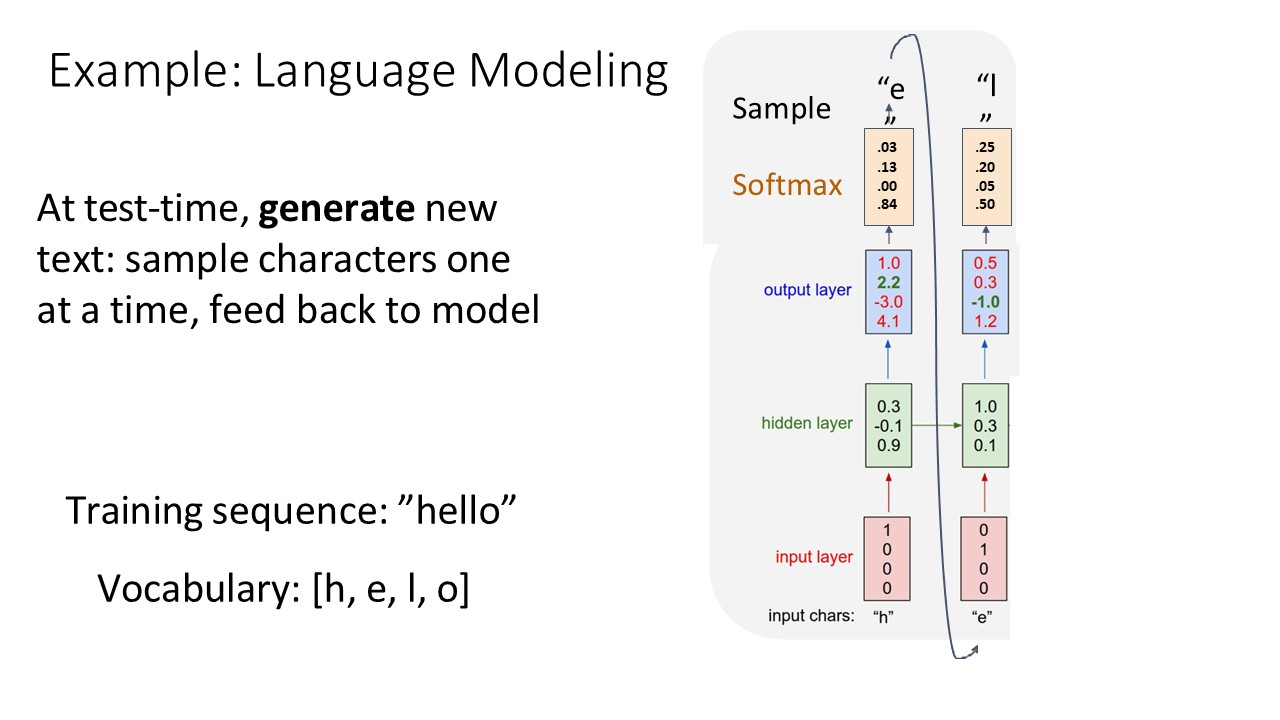 Example: Language Modeling
At test-time, generate new
text: sample characters one
at a time, feed back to model
Training sequence: ”hello”
Vocabulary: [h, e, l, o]
Sample “e “l
” ”
Softmax
.03 .25
.13 .20
.00 .05
.84 .50
output layer
1.0 0.5
2.2 0.3
-3.0 -1.0
4.1 1.2
hidden layer
0.3 1.0
-0.1 0.3
0.9 0.1
input layer
1 0
0 1
0 0
0 0
input chars: “h” “e”